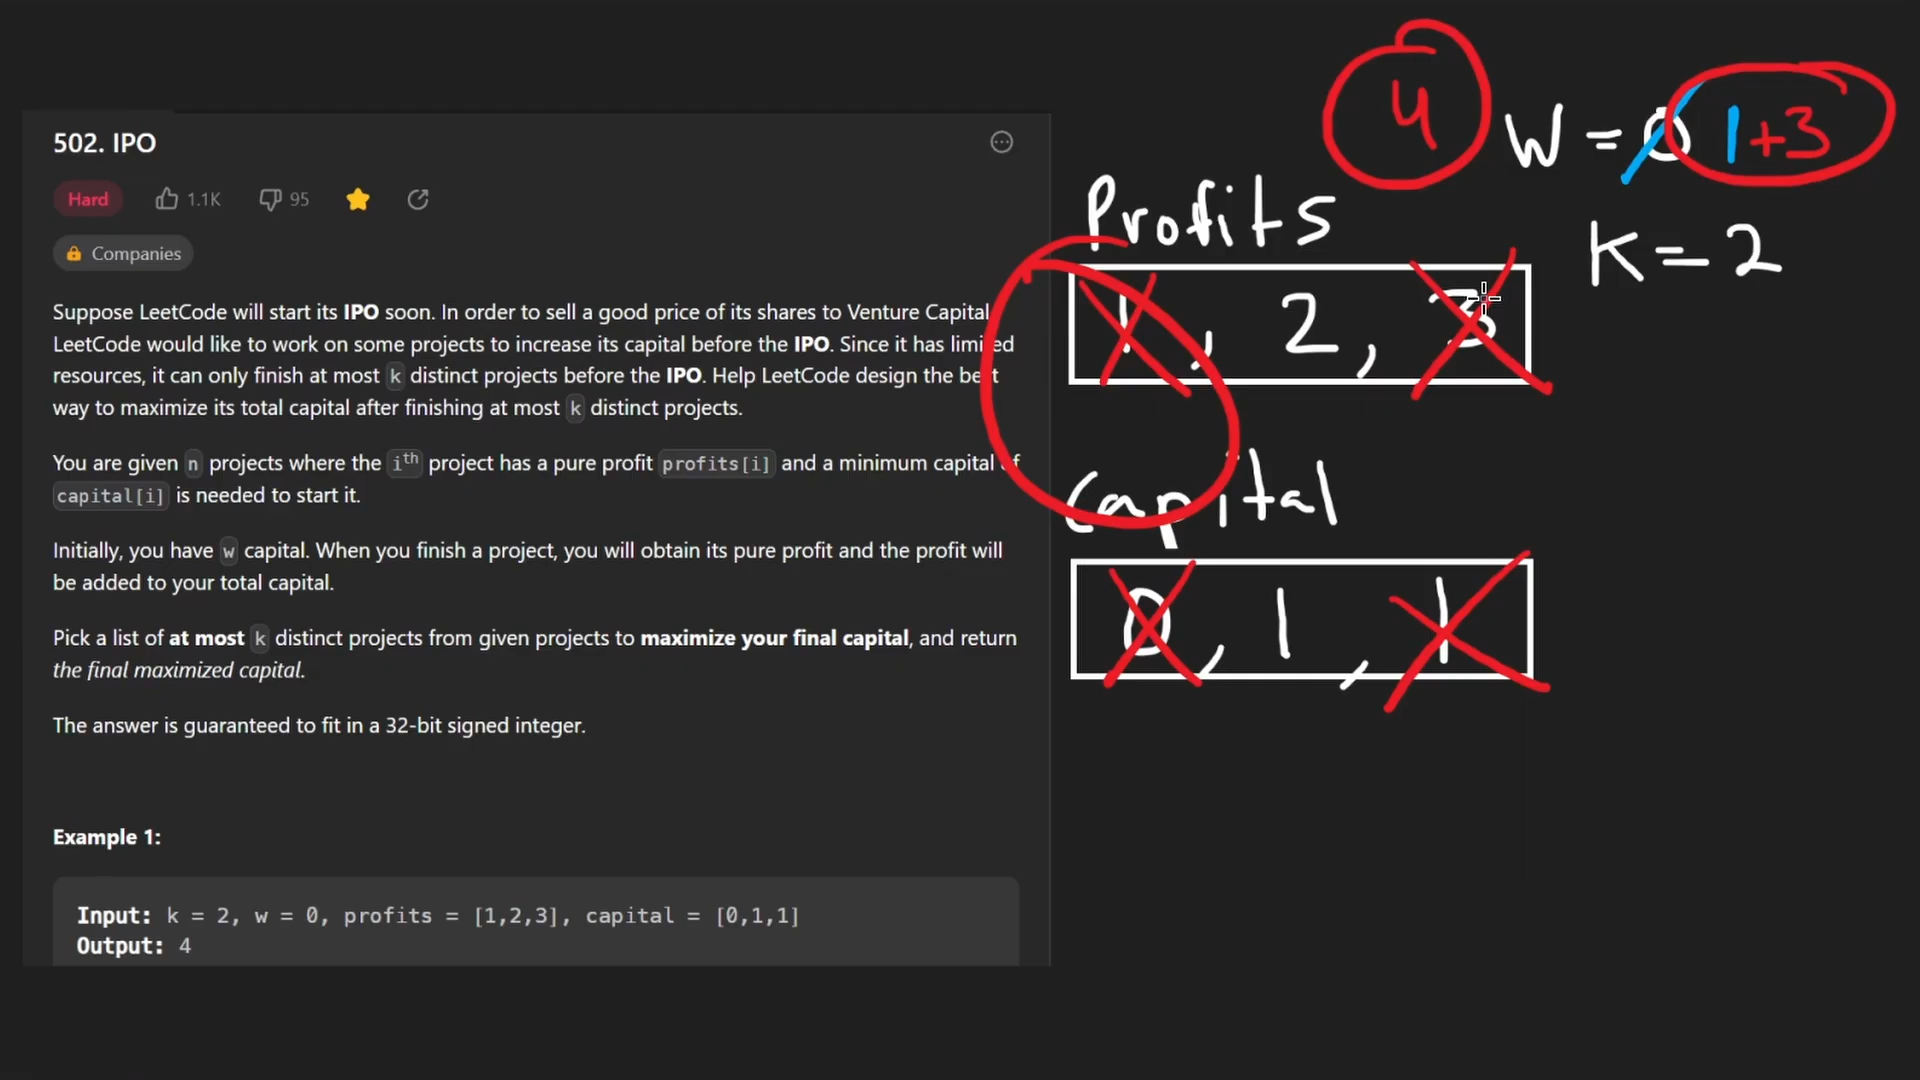 502. IPO
Hard 1.1K 95
Companies
Suppose LeetCode will start its IPO soon. In order to sell a good price of its shares to Venture Capital,
LeetCode would like to work on some projects to increase its capital before the IPO. Since it has limited
resources, it can only finish at most k distinct projects before the IPO. Help LeetCode design the best
way to maximize its total capital after finishing at most k distinct projects.
You are given n projects where the ith project has a pure profit profits[i] and a minimum capital of
capital[i] is needed to start it.
Initially, you have w capital. When you finish a project, you will obtain its pure profit and the profit will
be added to your total capital.
Pick a list of at most k distinct projects from given projects to maximize your final capital, and return
the final maximized capital.
The answer is guaranteed to fit in a 32-bit signed integer.
Example 1:
Input: k = 2, w = 0, profits = [1,2,3], capital = [0,1,1]
Output: 4
4 W = 0 1+3
Profits
K = 2
1, 2, 3
Capital
0, 1, 1